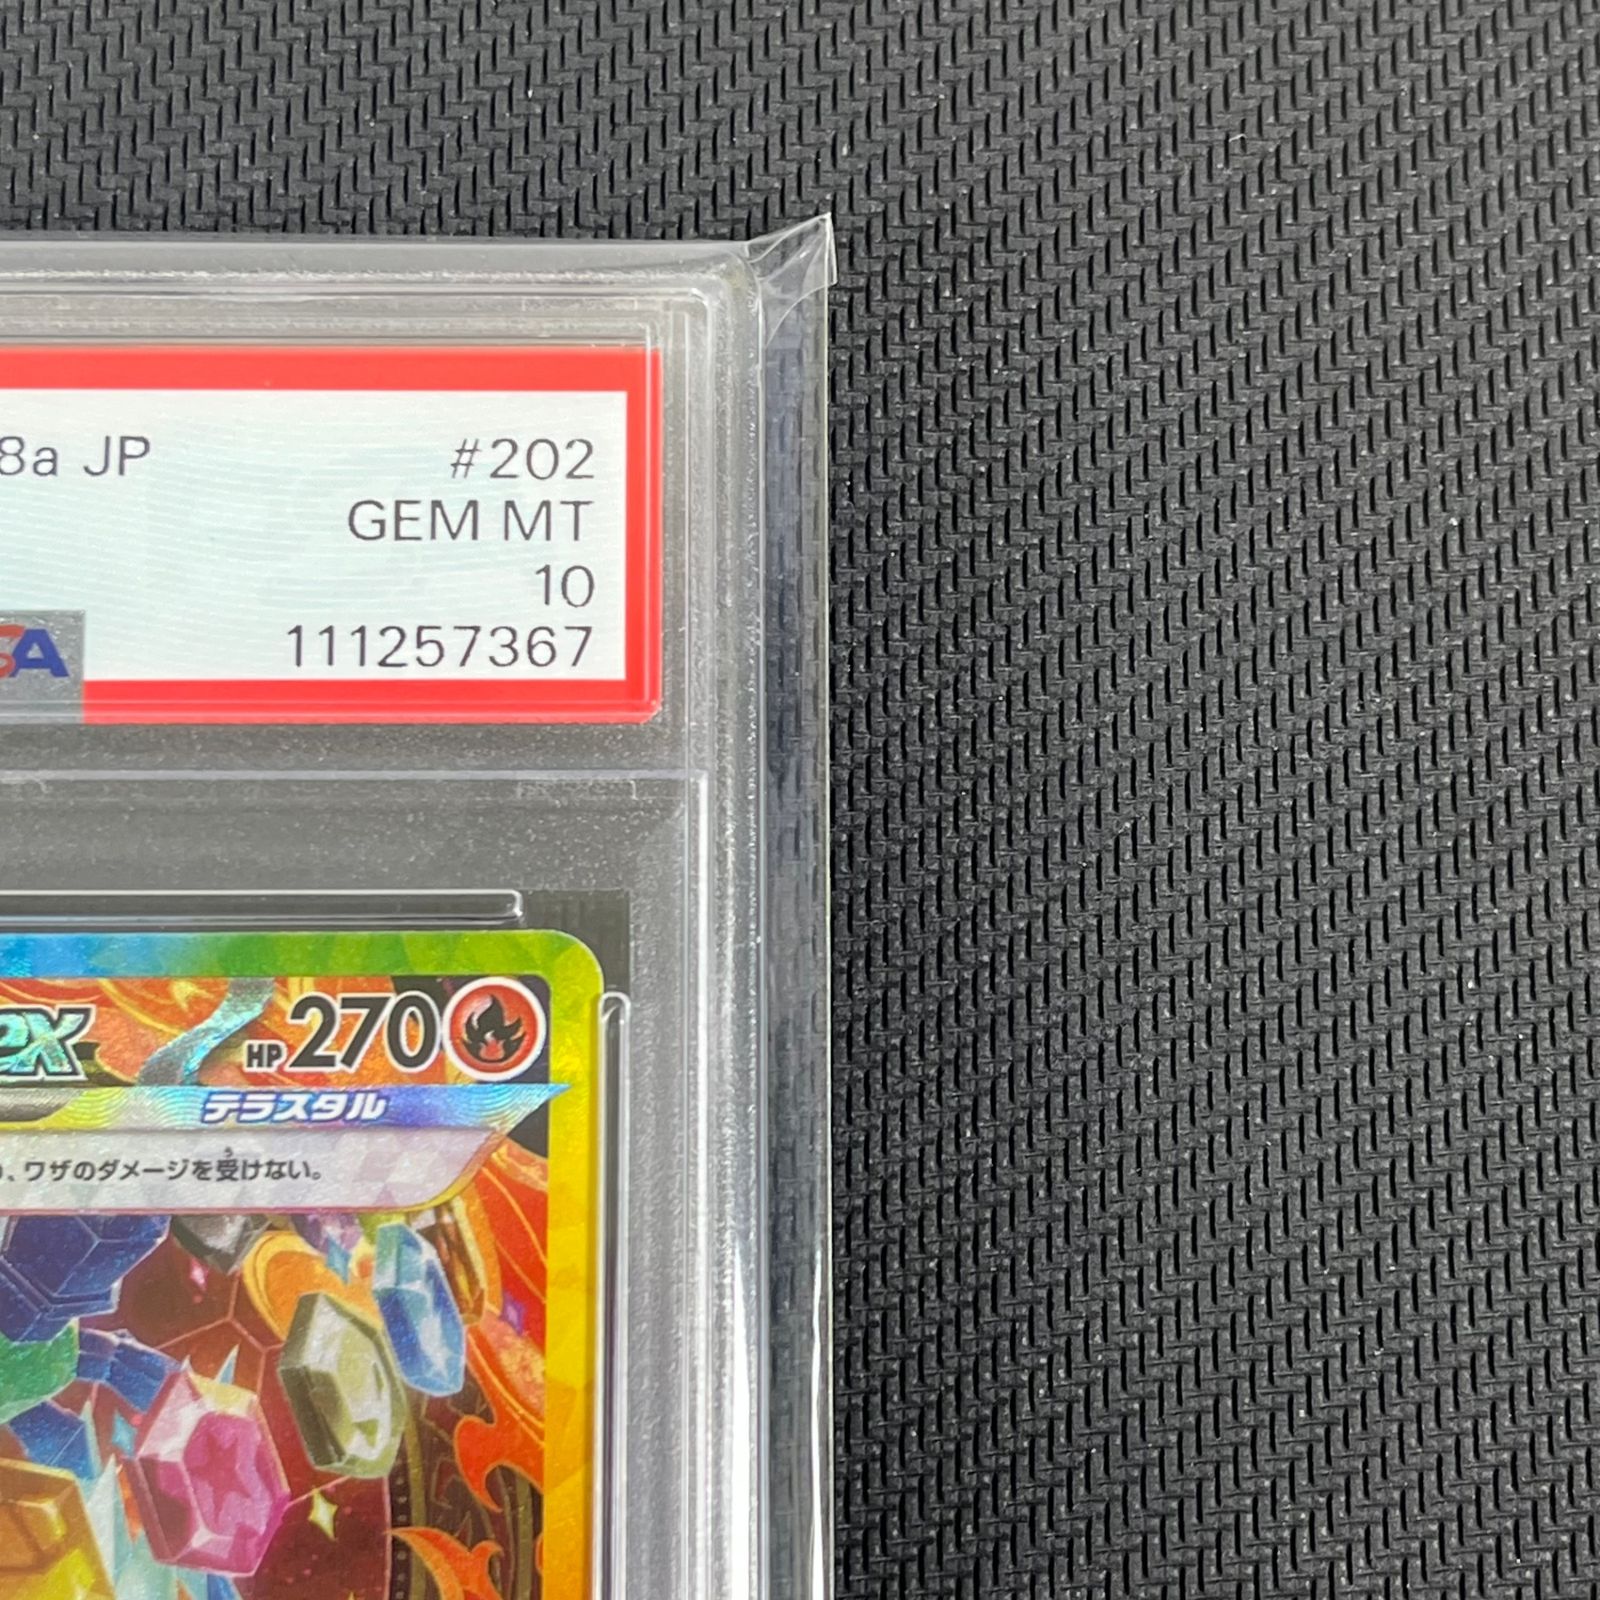 8a JP #202
GEM MT
10
111257367
PSA
ex HP270
テラスタル
、ワザのダメージを受けない。